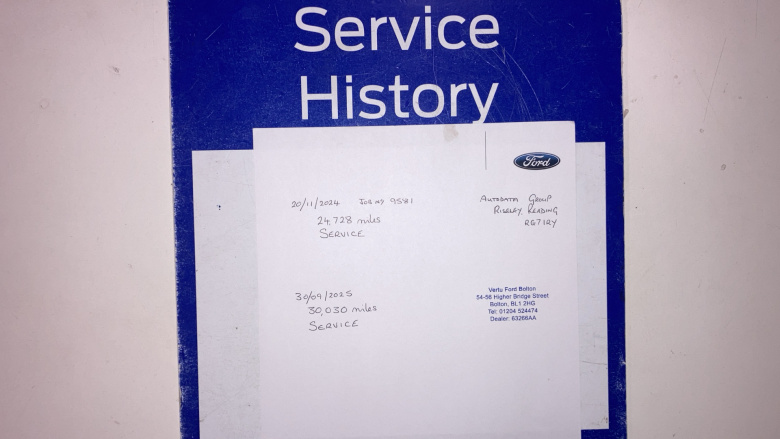 Service
History
Ford
20/11/2024 JOB Nº 9581
24,728 miles
SERVICE
AUTODATA GROUP
RISELEY, READING
RG7 1RY
30/09/2025
30,030 miles
SERVICE
Vertu Ford Bolton
54-56 Higher Bridge Street
Bolton. BL1 2HG
Tel: 01204 524474
Dealer: 63266AA